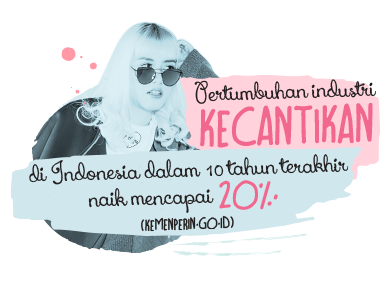 Pertumbuhan industri
KECANTIKAN
di Indonesia dalam 10 tahun terakhir
naik mencapai 20%
(KEMENPERIN.GO.ID)